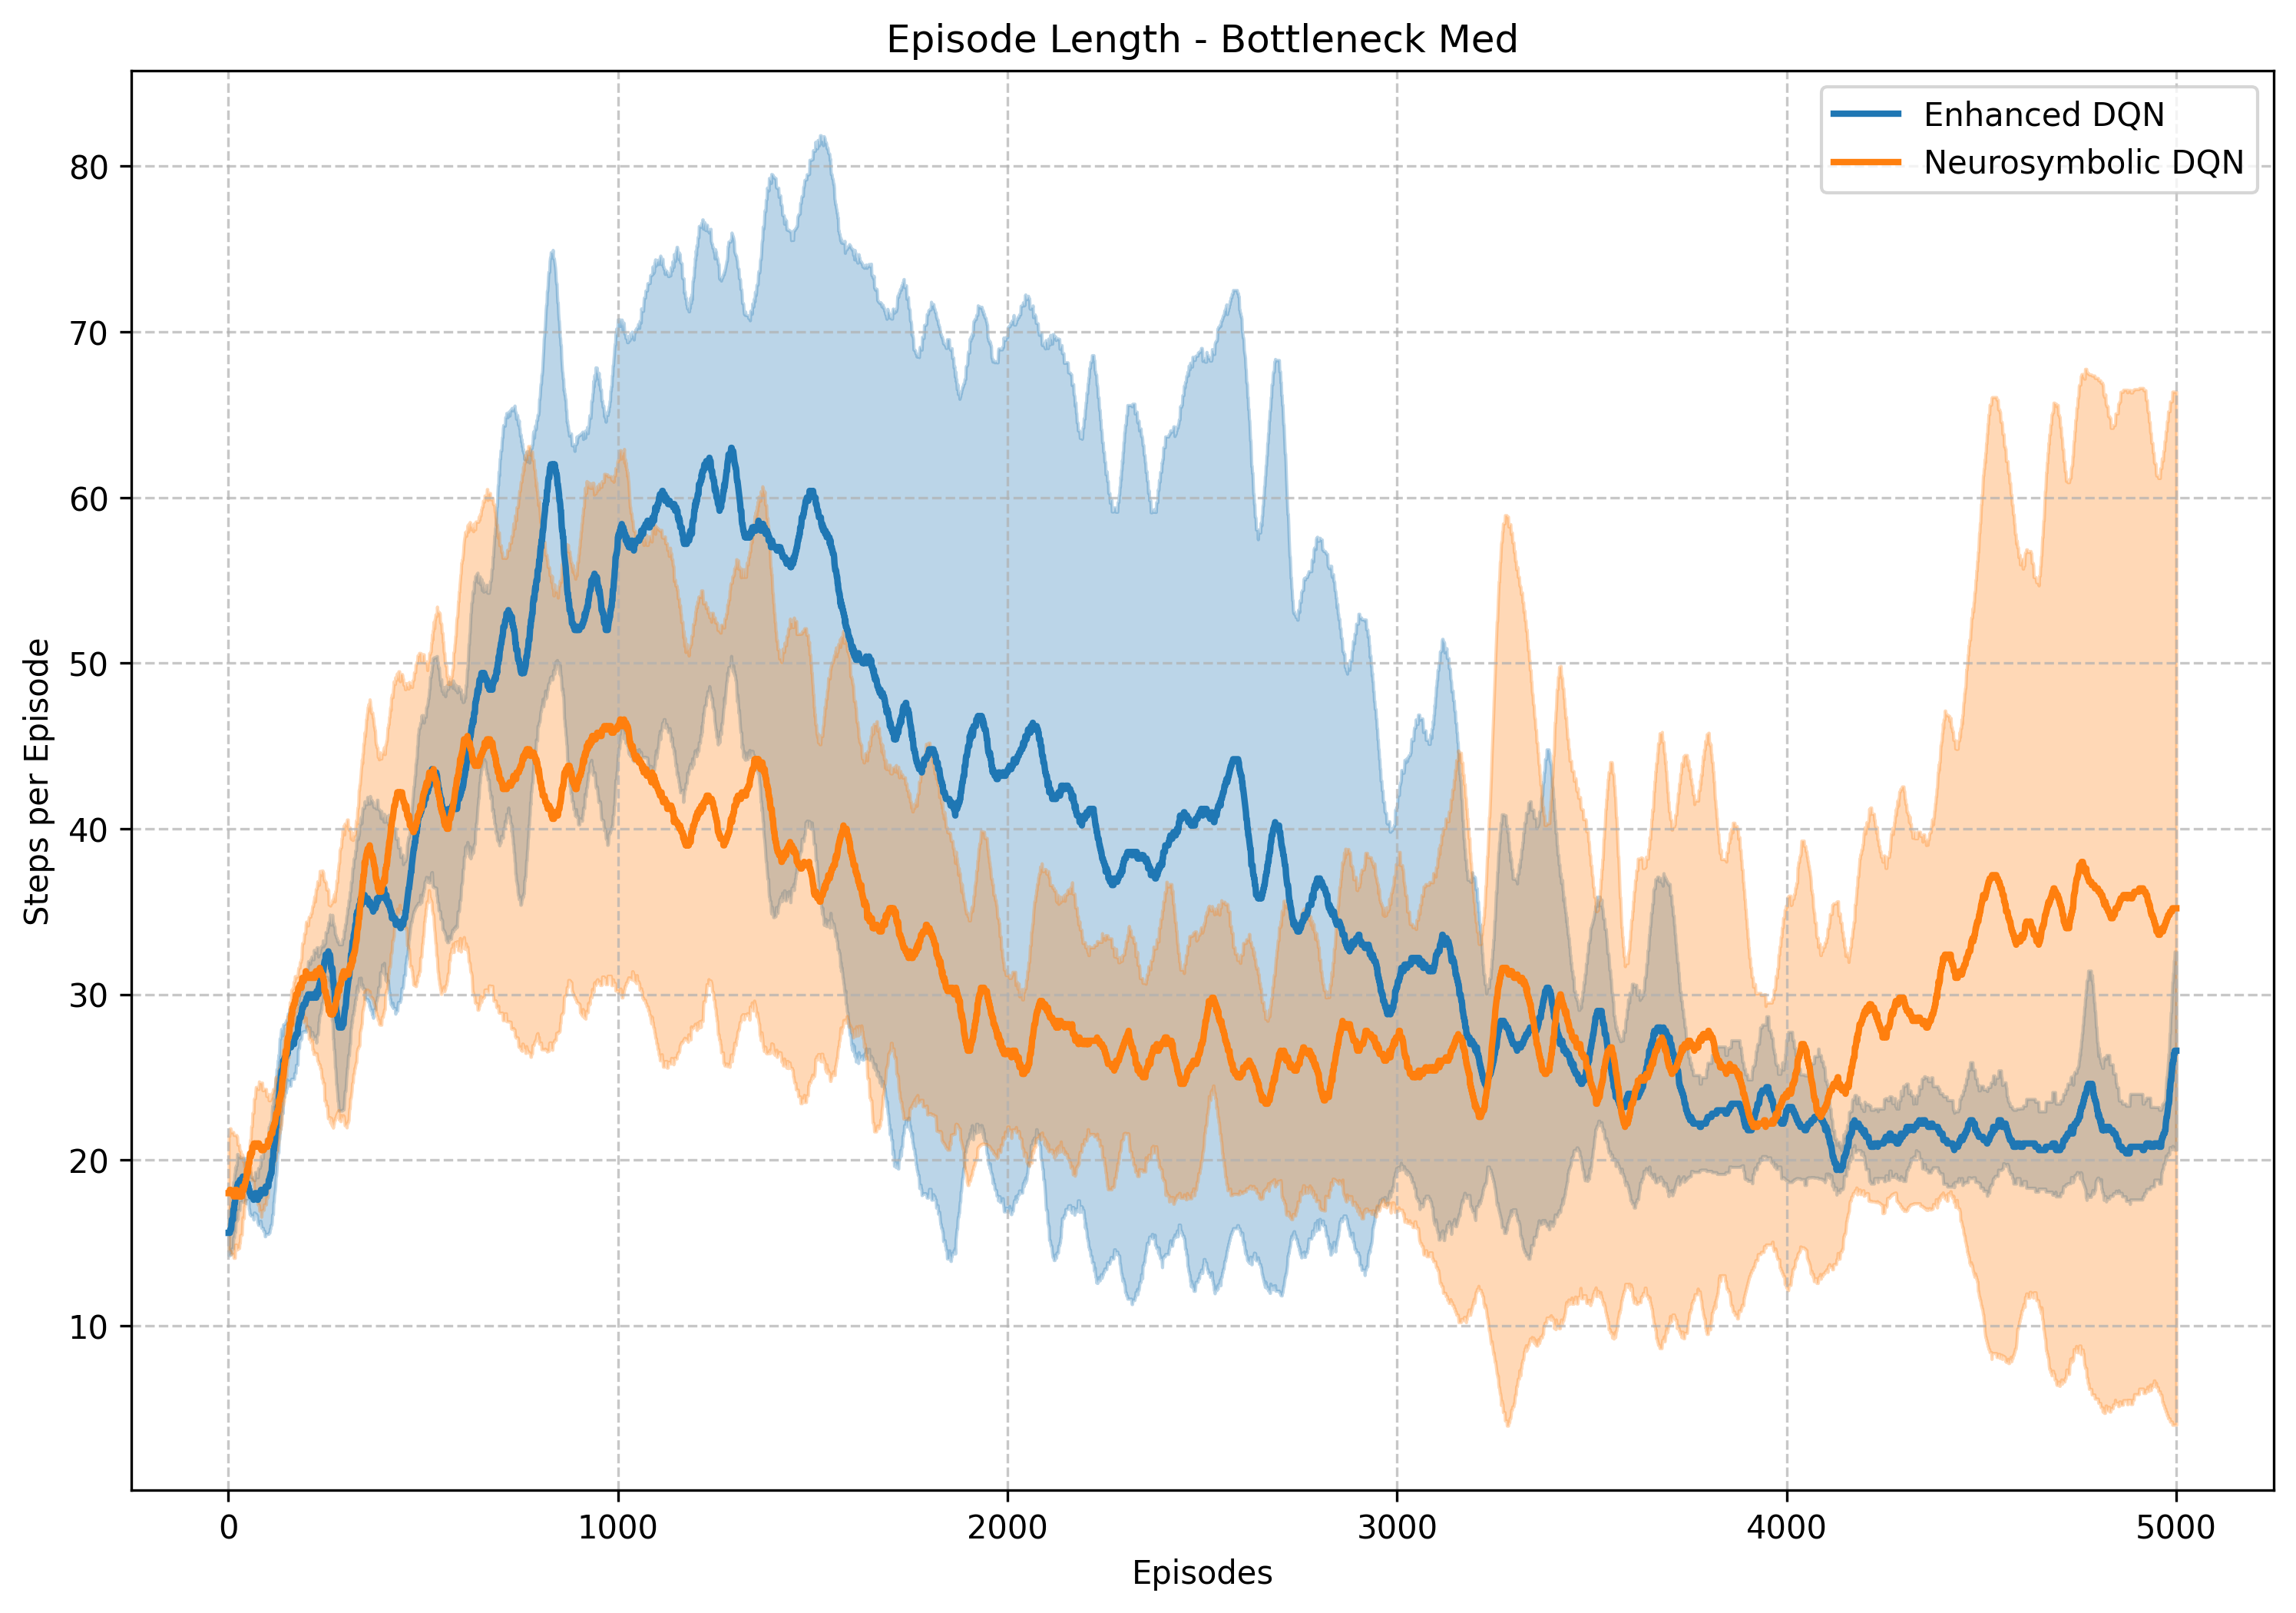 Episode Length - Bottleneck Med
Enhanced DQN
Neurosymbolic DQN
Steps per Episode
80
70
60
50
40
30
20
10
0
1000
2000
3000
4000
5000
Episodes